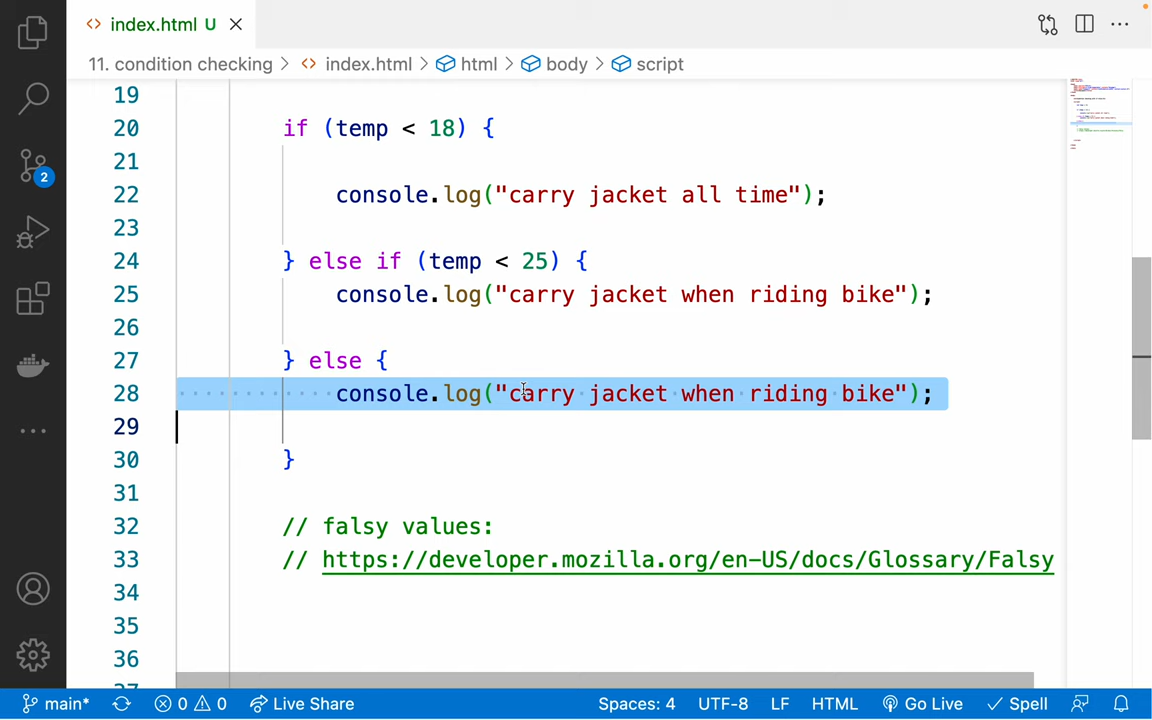 index.html U
11. condition checking > index.html > html > body > script
19
20 if (temp < 18) {
21
22 console.log("carry jacket all time");
23
24 } else if (temp < 25) {
25 console.log("carry jacket when riding bike");
26
27 } else {
28 console.log("carry jacket when riding bike");
29
30 }
31
32 // falsy values:
33 // https://developer.mozilla.org/en-US/docs/Glossary/Falsy
34
35
36
2
main* 0 0 Live Share Spaces: 4 UTF-8 LF HTML Go Live Spell